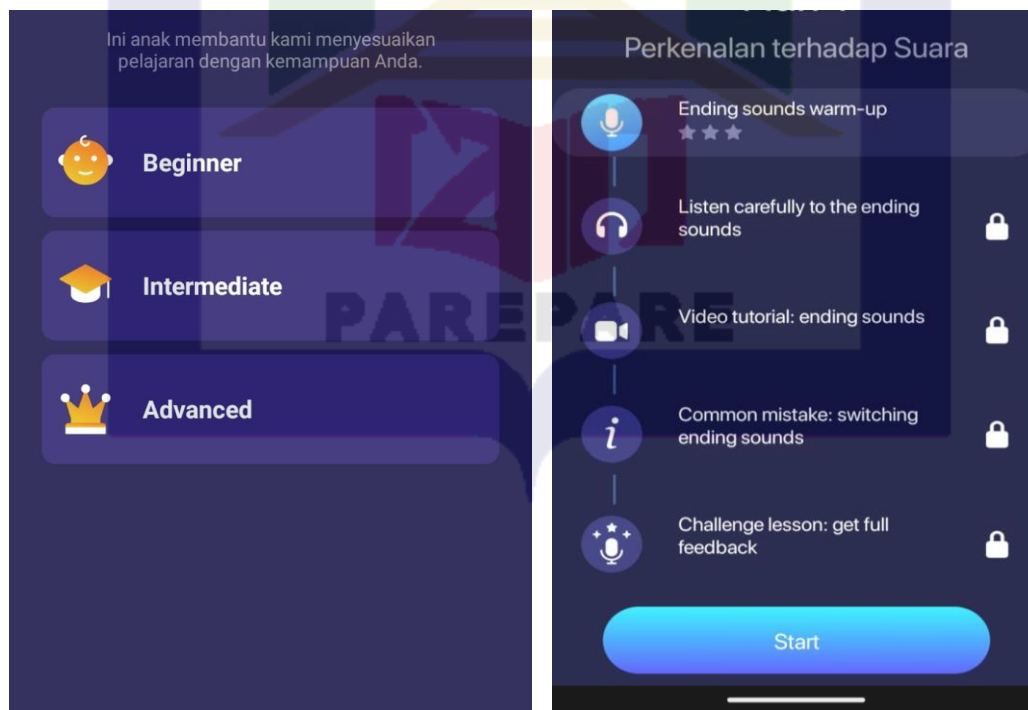 Ini anak membantu kami menyesuaikan
pelajaran dengan kemampuan Anda.
Beginner
Intermediate
Advanced
Perkenalan terhadap Suara
Ending sounds warm-up
Listen carefully to the ending
sounds
Video tutorial: ending sounds
Common mistake: switching
ending sounds
Challenge lesson: get full
feedback
Start
PAREPARE